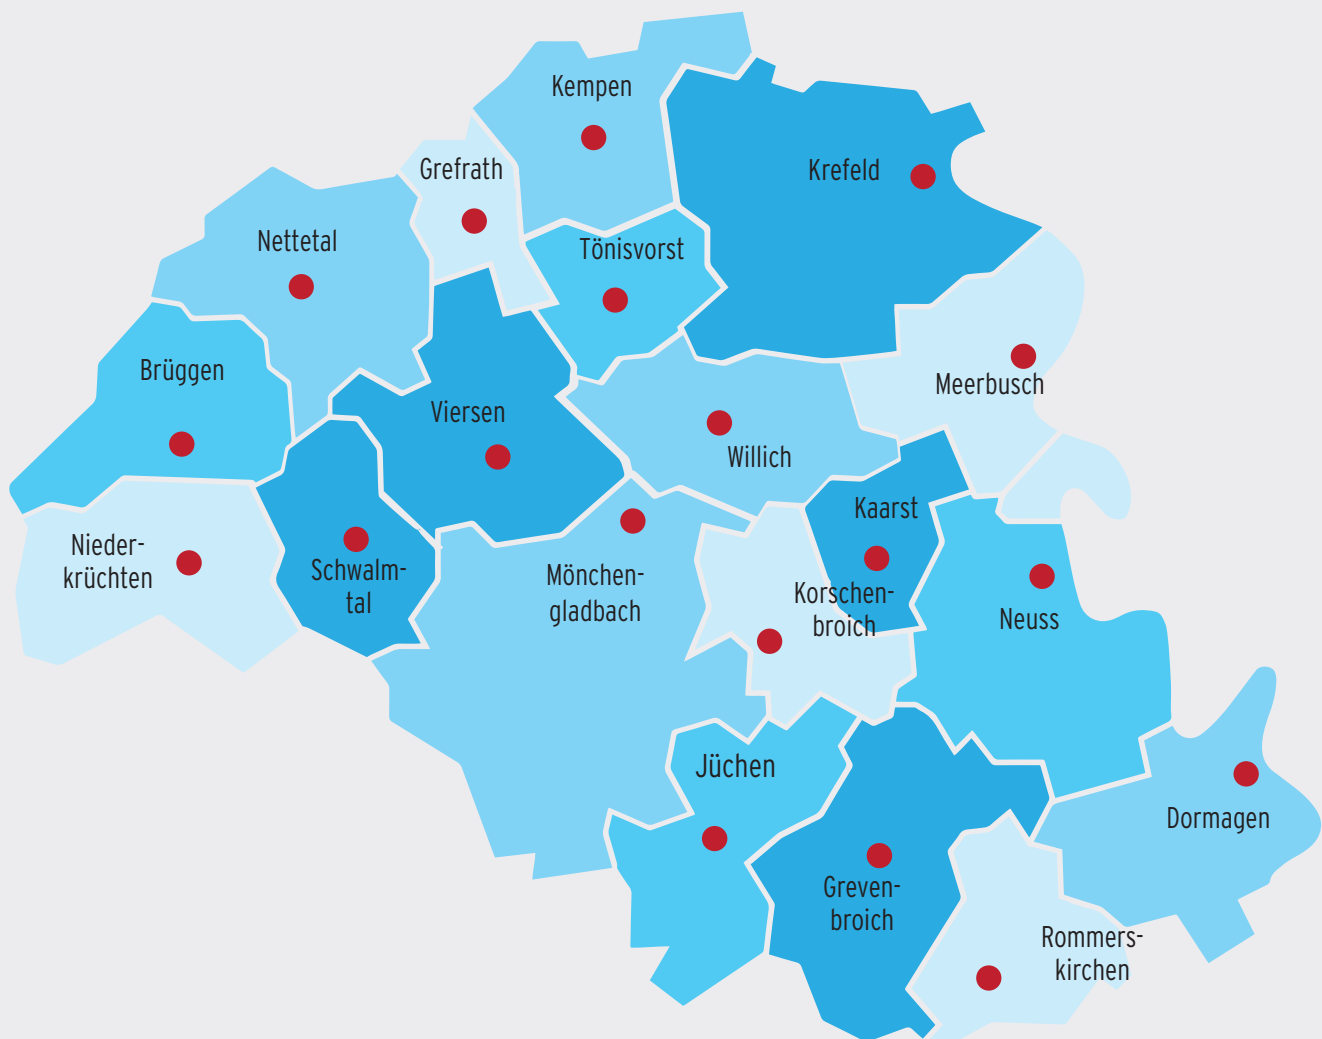 Kempen
Grefrath
Krefeld
Nettetal
Tönisvorst
Brüggen
Meerbusch
Viersen
Willich
Kaarst
Nieder-
krüchten
Schwalm-
tal
Mönchen-
gladbach
Korschen-
broich
Neuss
Jüchen
Dormagen
Greven-
broich
Rommers-
kirchen